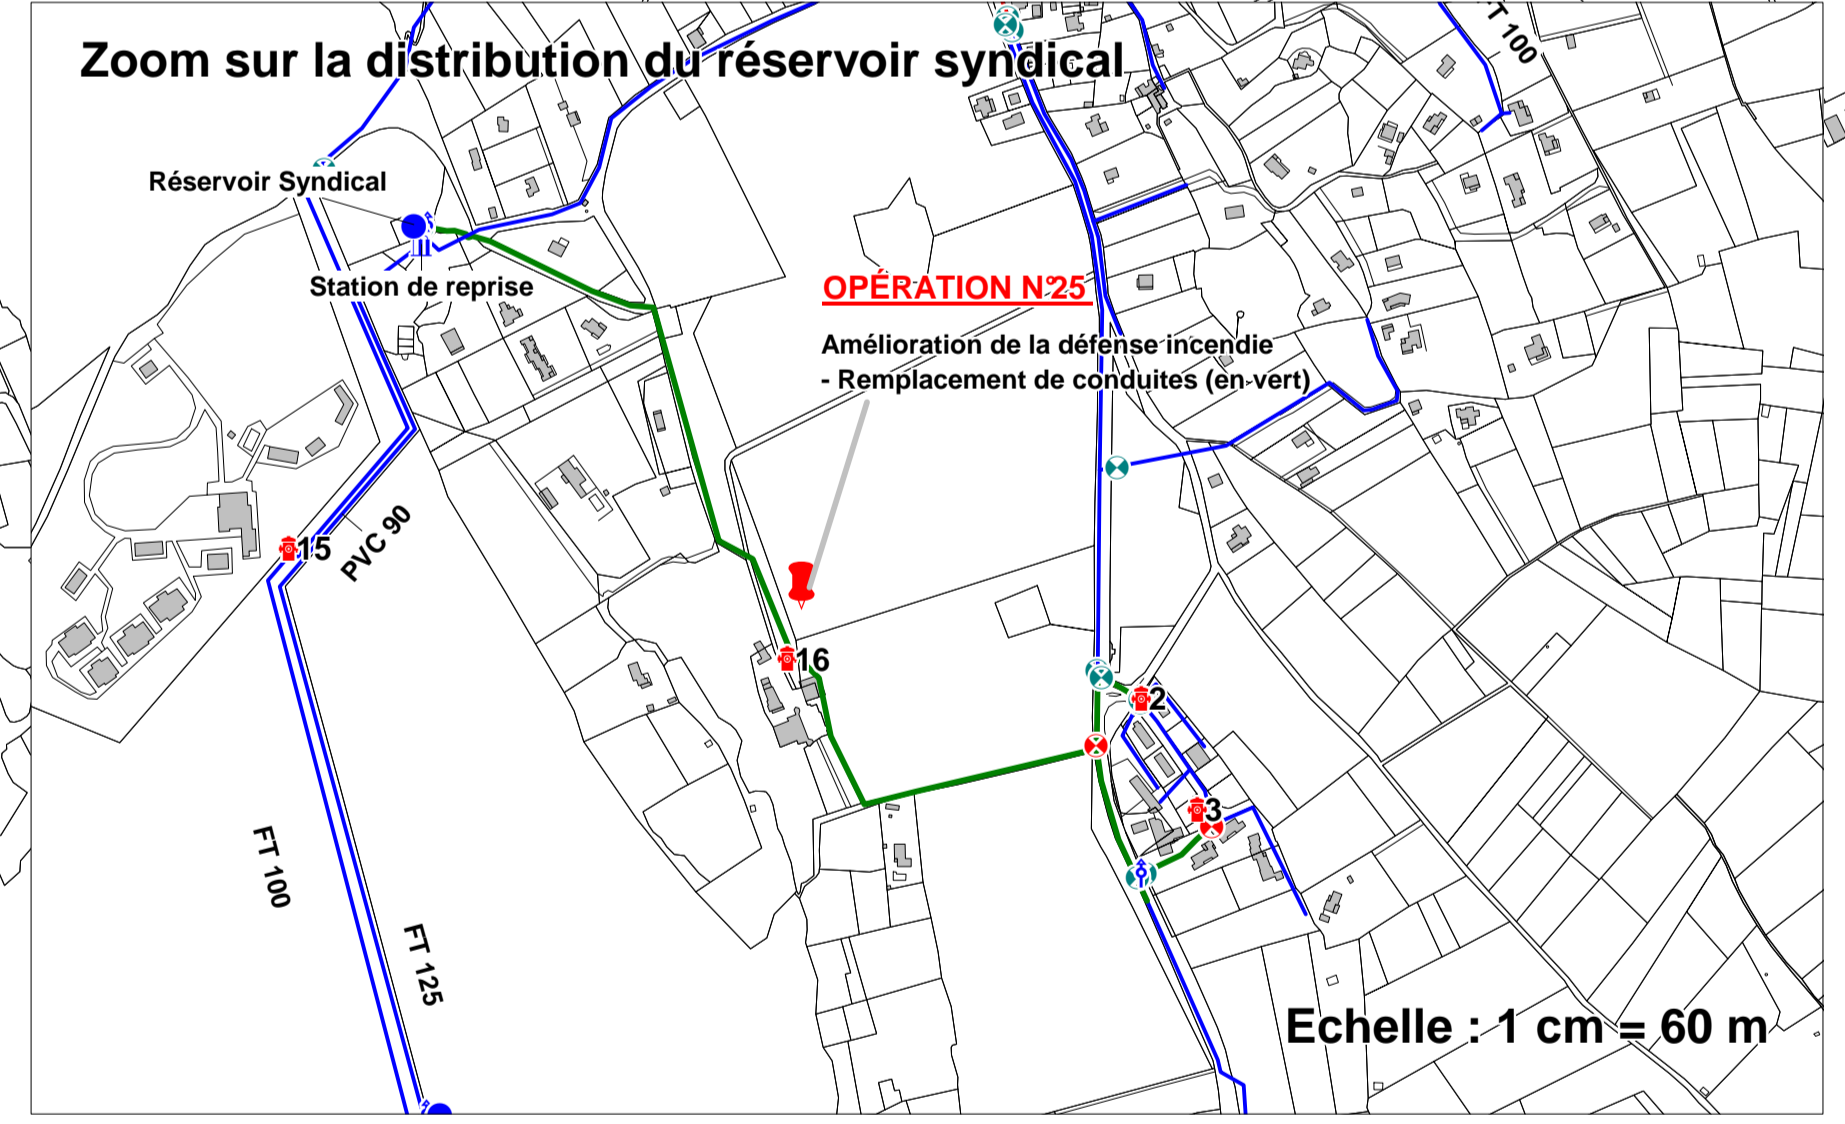 Zoom sur la distribution du réservoir syndical
FT 100
Réservoir Syndical
Station de reprise
OPÉRATION N°25
Amélioration de la défense incendie
- Remplacement de conduites (en vert)
15
PVC 90
16
2
3
FT 100
FT 125
Echelle : 1 cm = 60 m